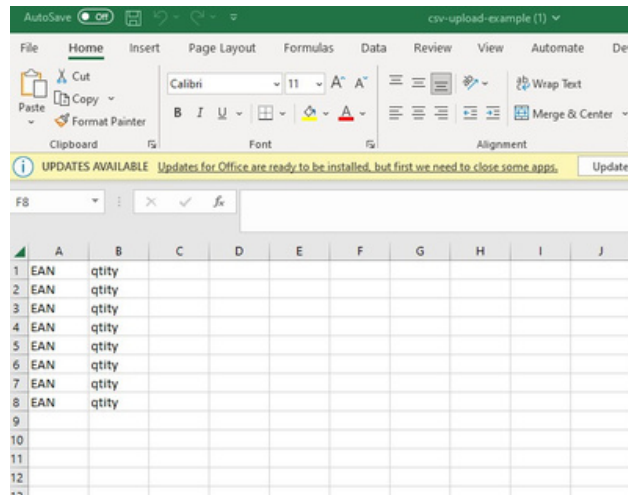 AutoSave Off csv-upload-example (1)
File Home Insert Page Layout Formulas Data Review View Automate De
Paste Cut Calibri 11 A^ A˅ Wrap Text
Copy
Format Painter B I U A Merge & Center
Clipboard Font Alignment
UPDATES AVAILABLE Updates for Office are ready to be installed, but first we need to close some apps. Update
F8 fx
A B C D E F G H I J
1 EAN qtity
2 EAN qtity
3 EAN qtity
4 EAN qtity
5 EAN qtity
6 EAN qtity
7 EAN qtity
8 EAN qtity
9
10
11
12
13